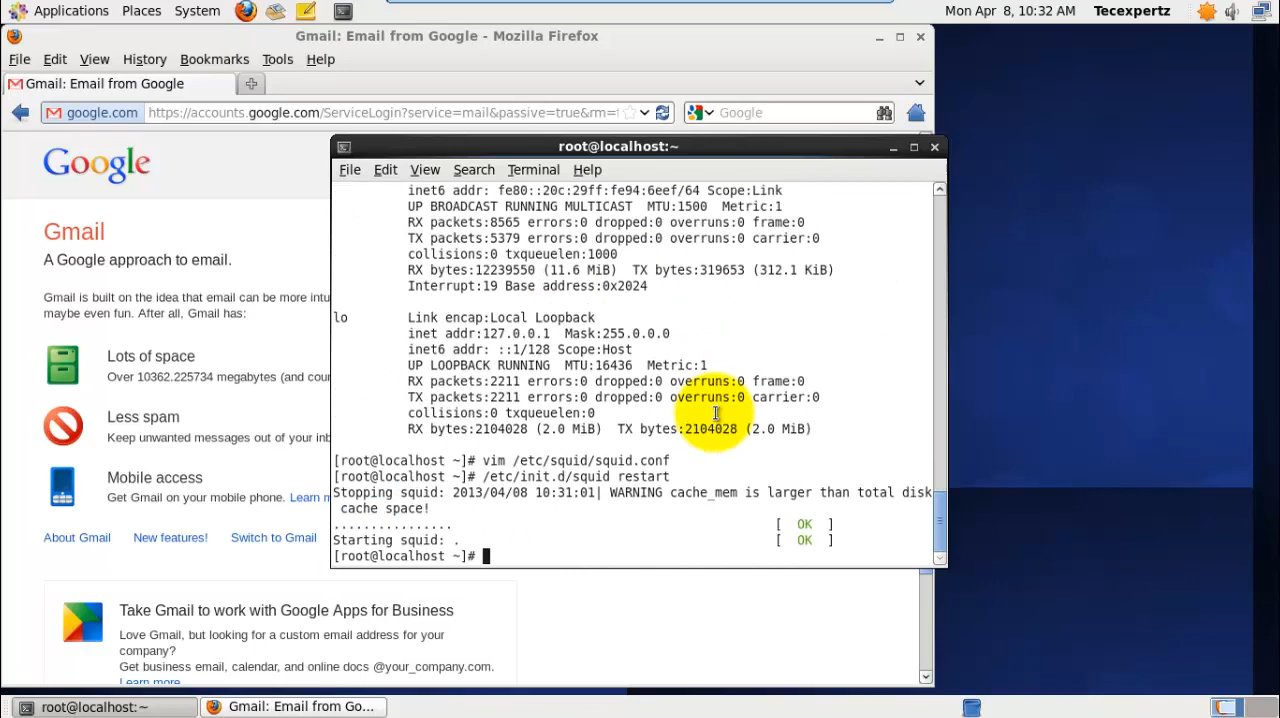 Applications Places System
Mon Apr 8, 10:32 AM Tecexpertz
Gmail: Email from Google - Mozilla Firefox
File Edit View History Bookmarks Tools Help
Gmail: Email from Google
google.com https://accounts.google.com/ServiceLogin?service=mail&passive=true&rm=
Google
Google
Gmail
A Google approach to email.
Gmail is built on the idea that email can be more intu
maybe even fun. After all, Gmail has:
Lots of space
Over 10362.225734 megabytes (and cour
Less spam
Keep unwanted messages out of your inb
Mobile access
Get Gmail on your mobile phone. Learn m
About Gmail New features! Switch to Gmail
Take Gmail to work with Google Apps for Business
Love Gmail, but looking for a custom email address for your
company?
Get business email, calendar, and online docs @your_company.com.
Learn more
root@localhost:~
File Edit View Search Terminal Help
inet6 addr: fe80::20c:29ff:fe94:6eef/64 Scope:Link
UP BROADCAST RUNNING MULTICAST MTU:1500 Metric:1
RX packets:8565 errors:0 dropped:0 overruns:0 frame:0
TX packets:5379 errors:0 dropped:0 overruns:0 carrier:0
collisions:0 txqueuelen:1000
RX bytes:12239550 (11.6 MiB) TX bytes:319653 (312.1 KiB)
Interrupt:19 Base address:0x2024
lo Link encap:Local Loopback
inet addr:127.0.0.1 Mask:255.0.0.0
inet6 addr: ::1/128 Scope:Host
UP LOOPBACK RUNNING MTU:16436 Metric:1
RX packets:2211 errors:0 dropped:0 overruns:0 frame:0
TX packets:2211 errors:0 dropped:0 overruns:0 carrier:0
collisions:0 txqueuelen:0
RX bytes:2104028 (2.0 MiB) TX bytes:2104028 (2.0 MiB)
[root@localhost ~]# vim /etc/squid/squid.conf
[root@localhost ~]# /etc/init.d/squid restart
Stopping squid: 2013/04/08 10:31:01| WARNING cache_mem is larger than total disk
cache space!
................ [ OK ]
Starting squid: . [ OK ]
[root@localhost ~]#
root@localhost:~
Gmail: Email from Go...